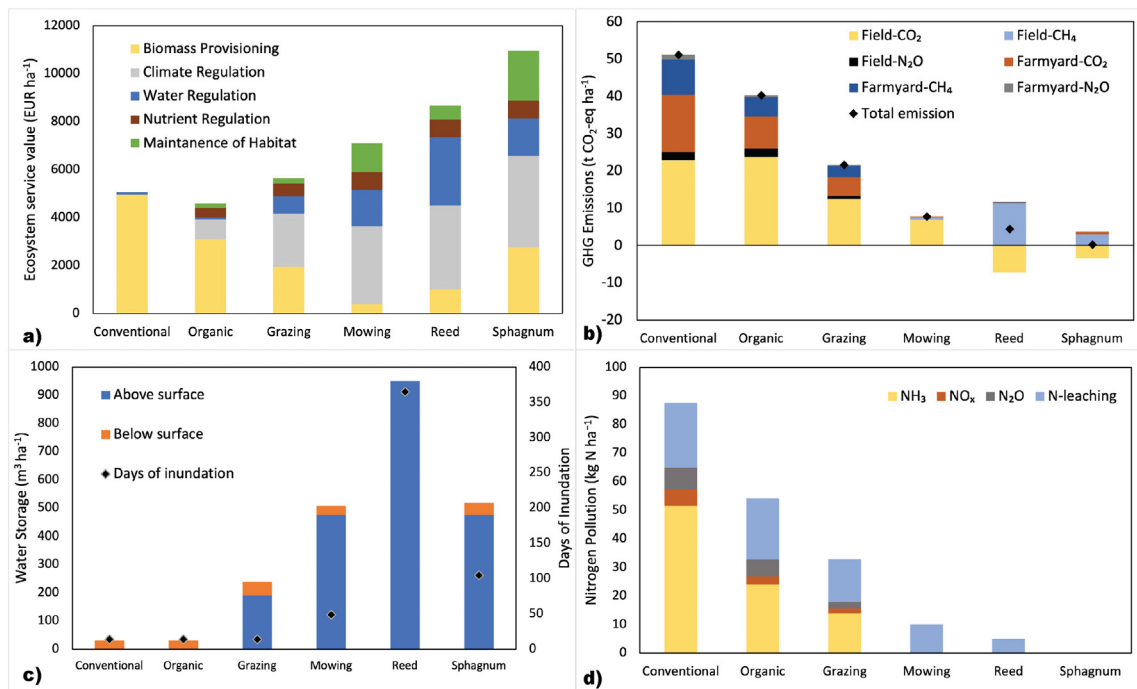 12000
10000
8000
6000
4000
2000
0
Ecosystem service value (EUR ha⁻¹)
Biomass Provisioning
Climate Regulation
Water Regulation
Nutrient Regulation
Maintanence of Habitat
Conventional Organic Grazing Mowing Reed Sphagnum
a)
60
50
40
30
20
10
0
-10
-20
GHG Emissions (t CO₂-eq ha⁻¹)
Field-CO₂ Field-CH₄
Field-N₂O Farmyard-CO₂
Farmyard-CH₄ Farmyard-N₂O
Total emission
Conventional Organic Grazing Mowing Reed Sphagnum
b)
1000
900
800
700
600
500
400
300
200
100
0
Water Storage (m³ ha⁻¹)
Above surface
Below surface
Days of inundation
400
350
300
250
200
150
100
50
0
Days of Inundation
Conventional Organic Grazing Mowing Reed Sphagnum
c)
100
90
80
70
60
50
40
30
20
10
0
Nitrogen Pollution (kg N ha⁻¹)
NH₃ NOₓ N₂O N-leaching
Conventional Organic Grazing Mowing Reed Sphagnum
d)